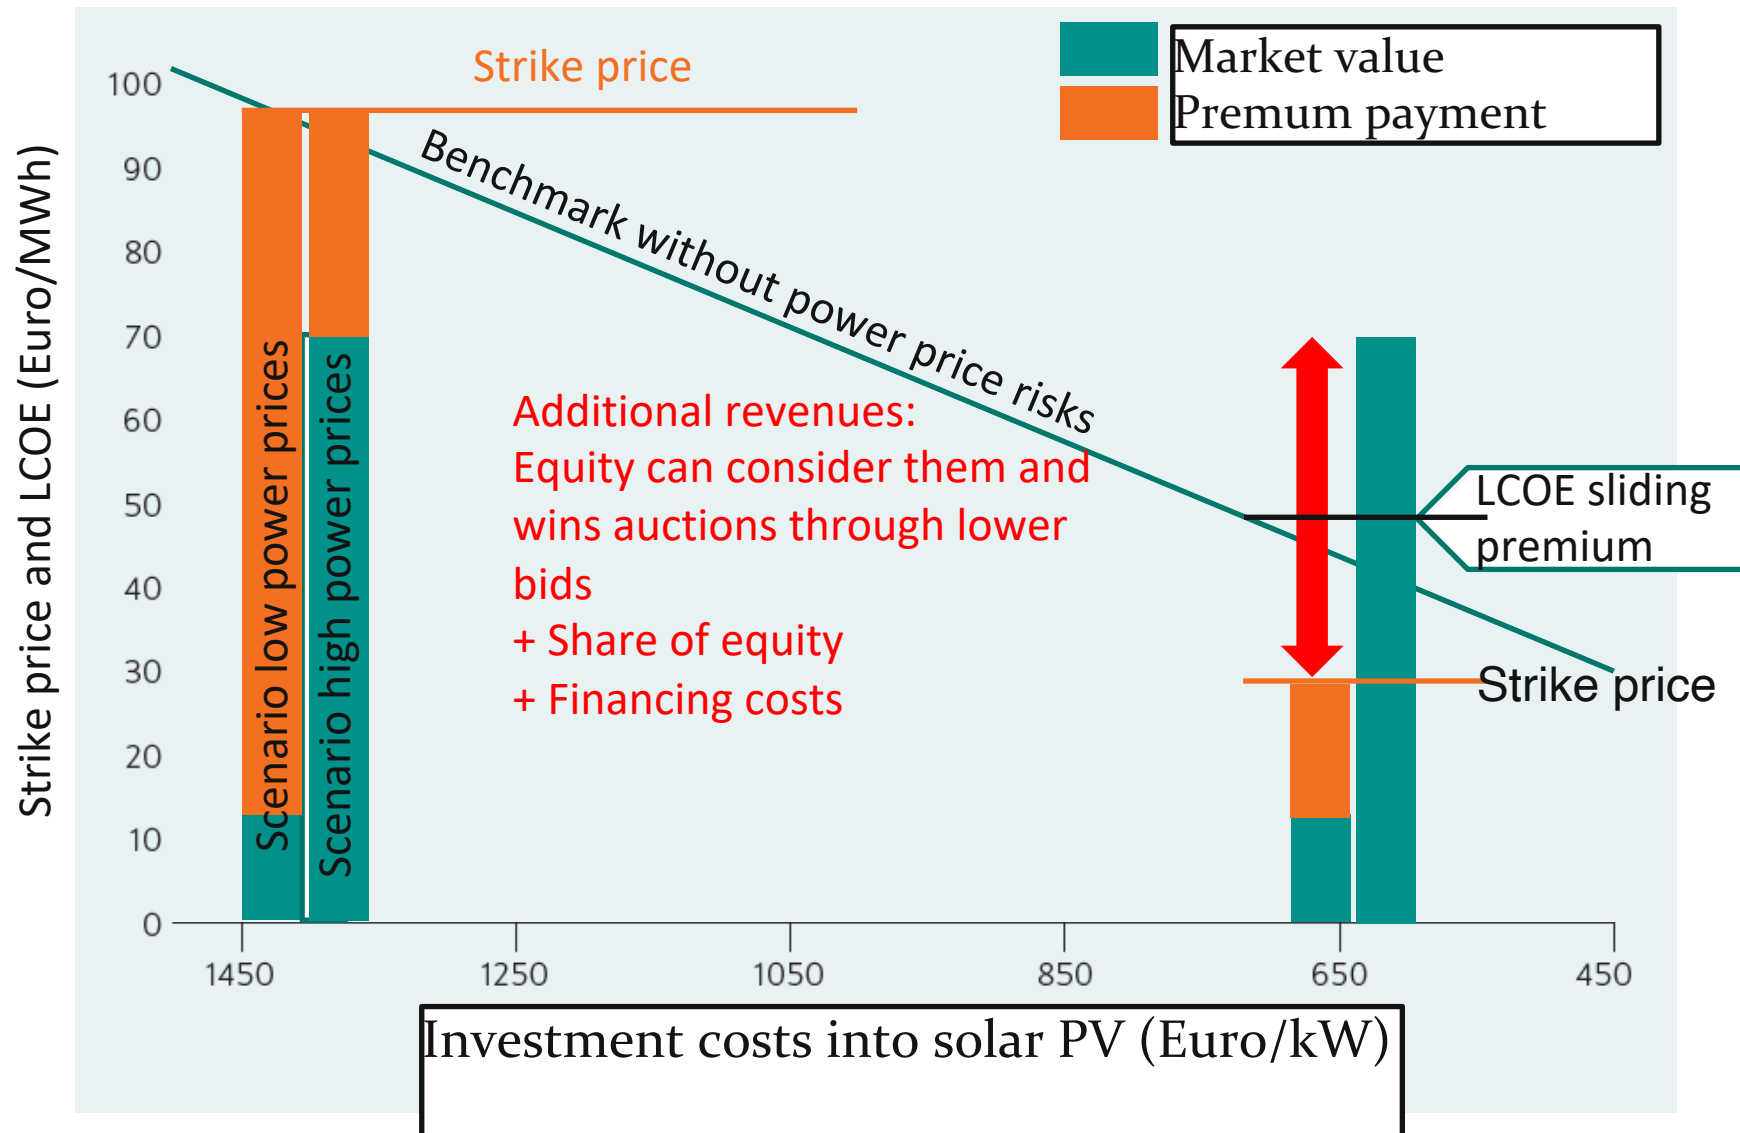 Strike price
Market value
Premum payment
Strike price and LCOE (Euro/MWh)
100
90
80
70
60
50
40
30
20
10
0
Scenario low power prices
Scenario high power prices
Benchmark without power price risks
Additional revenues:
Equity can consider them and
wins auctions through lower
bids
+ Share of equity
+ Financing costs
LCOE sliding
premium
Strike price
1450
1250
1050
850
650
450
Investment costs into solar PV (Euro/kW)